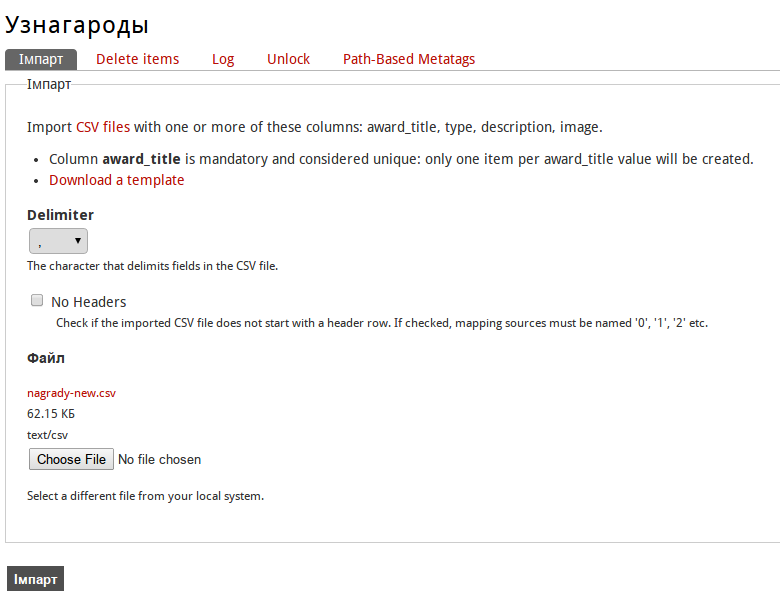 Узнагароды
Імпарт Delete items Log Unlock Path-Based Metatags
Імпарт
Import CSV files with one or more of these columns: award_title, type, description, image.
• Column award_title is mandatory and considered unique: only one item per award_title value will be created.
• Download a template
Delimiter
,
The character that delimits fields in the CSV file.
No Headers
Check if the imported CSV file does not start with a header row. If checked, mapping sources must be named '0', '1', '2' etc.
Файл
nagrady-new.csv
62.15 КБ
text/csv
Choose File No file chosen
Select a different file from your local system.
Імпарт